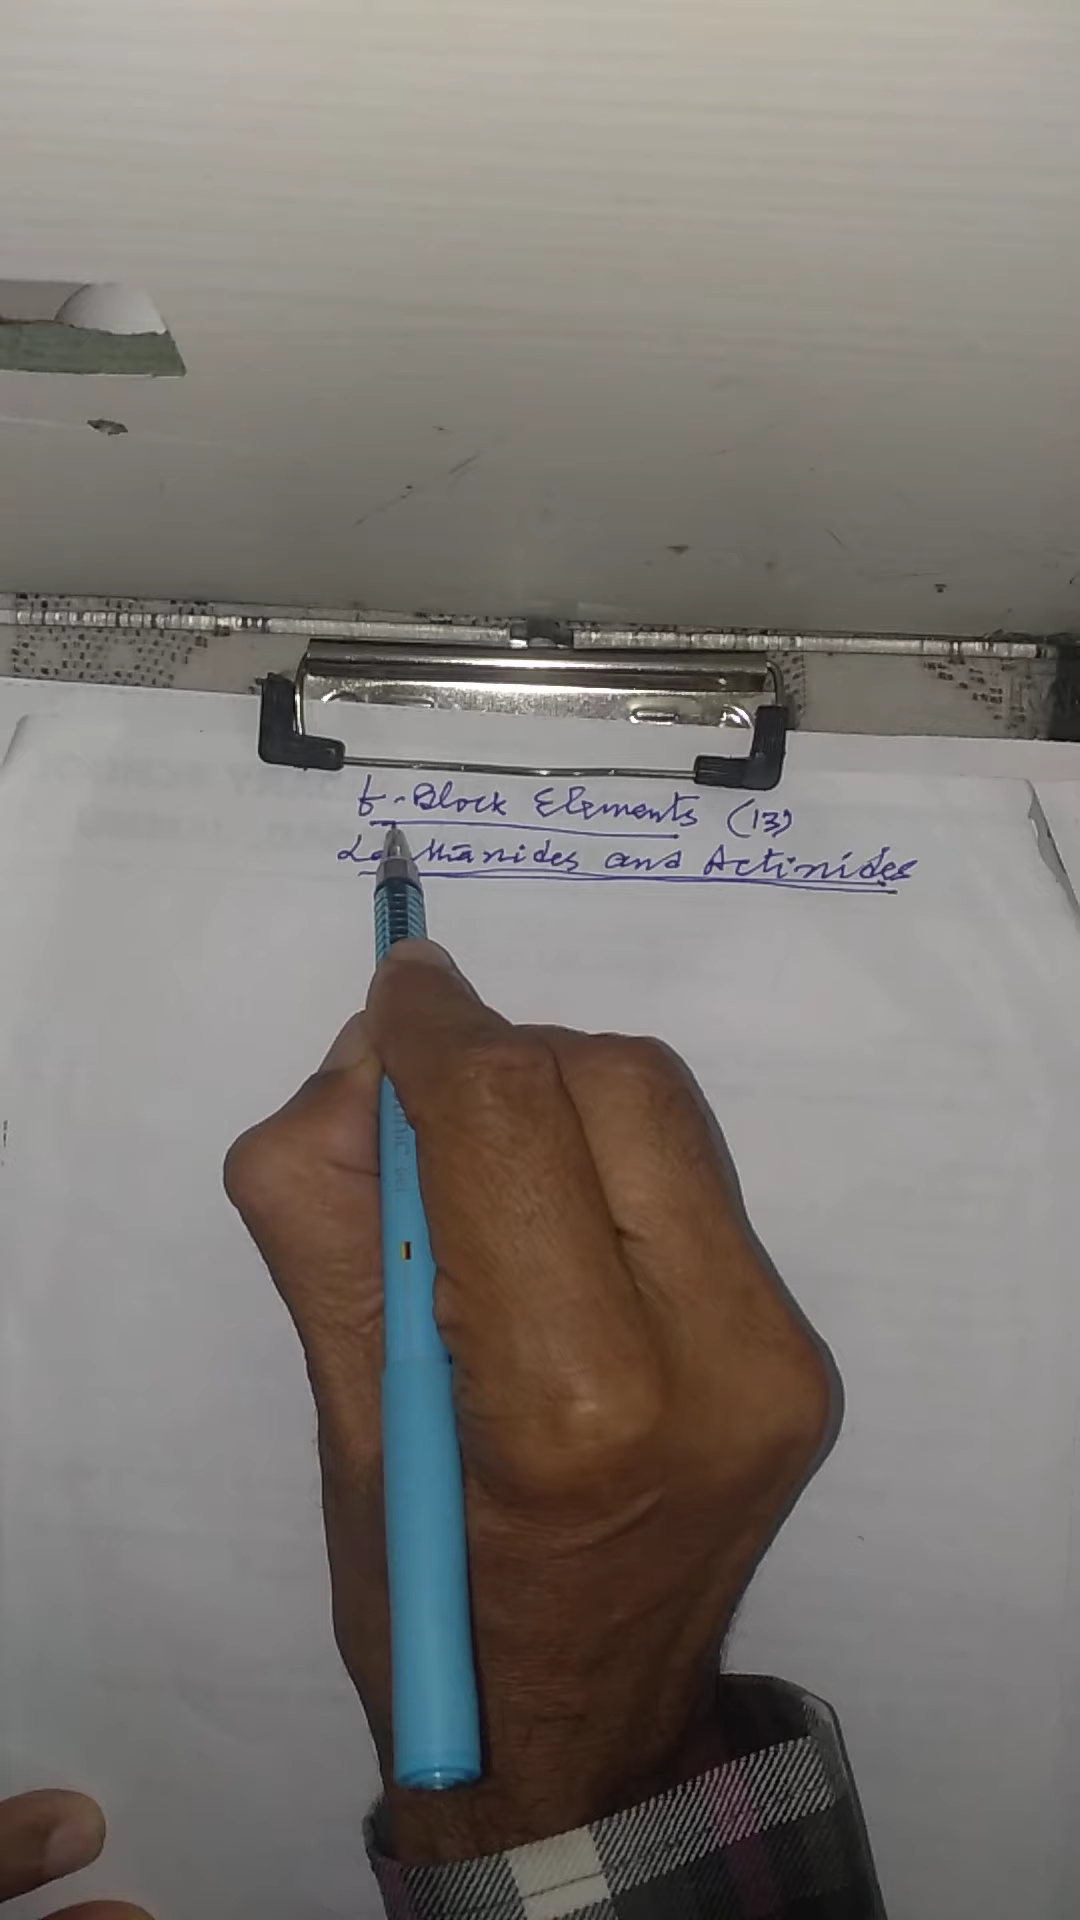 f-Block Elements (13)
Lanthanides and Actinides